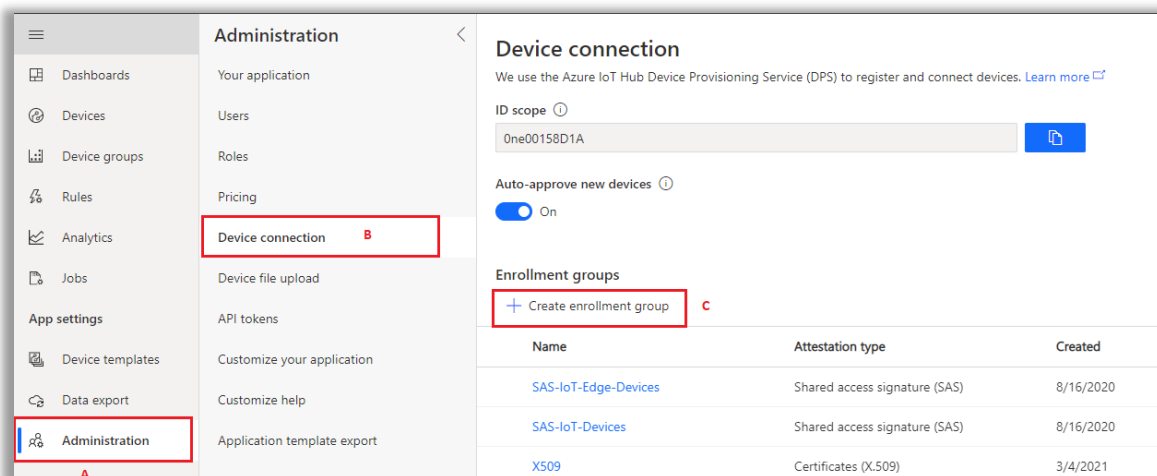 Administration
Dashboards
Devices
Device groups
Rules
Analytics
Jobs
App settings
Device templates
Data export
Administration
A
Your application
Users
Roles
Pricing
Device connection B
Device file upload
API tokens
Customize your application
Customize help
Application template export
Device connection
We use the Azure IoT Hub Device Provisioning Service (DPS) to register and connect devices. Learn more
ID scope
0ne00158D1A
Auto-approve new devices
On
Enrollment groups
+ Create enrollment group C
Name Attestation type Created
SAS-IoT-Edge-Devices Shared access signature (SAS) 8/16/2020
SAS-IoT-Devices Shared access signature (SAS) 8/16/2020
X509 Certificates (X.509) 3/4/2021